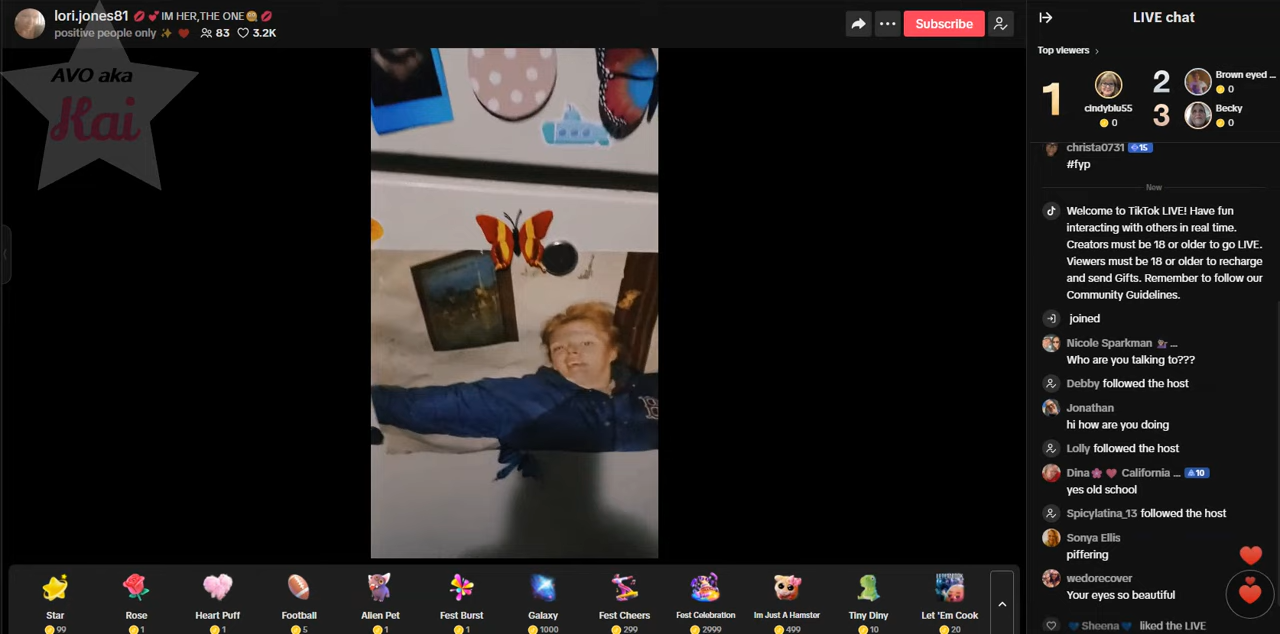 lori.jones81 💋💕IM HER,THE ONE🍪💋
positive people only ✨ ❤️ 83 3.2K
Subscribe
AVO aka
Kai
LIVE chat
Top viewers >
1
cindyblu55
0
2 Brown eyed ...
0
3 Becky
0
christa0731 15
#fyp
New
Welcome to TikTok LIVE! Have fun
interacting with others in real time.
Creators must be 18 or older to go LIVE.
Viewers must be 18 or older to recharge
and send Gifts. Remember to follow our
Community Guidelines.
joined
Nicole Sparkman ...
Who are you talking to???
Debby followed the host
Jonathan
hi how are you doing
Lolly followed the host
Dina🌸❤️ California ... 10
yes old school
Spicylatina_13 followed the host
Sonya Ellis
piffering
wedorecover
Your eyes so beautiful
💙Sheena💙 liked the LIVE
B
Star Rose Heart Puff Football Alien Pet Fest Burst Galaxy Fest Cheers Fest Celebration Im Just A Hamstor Tiny Diny Let 'Em Cook
99 1 1 5 1 1 1000 299 2999 499 10 20